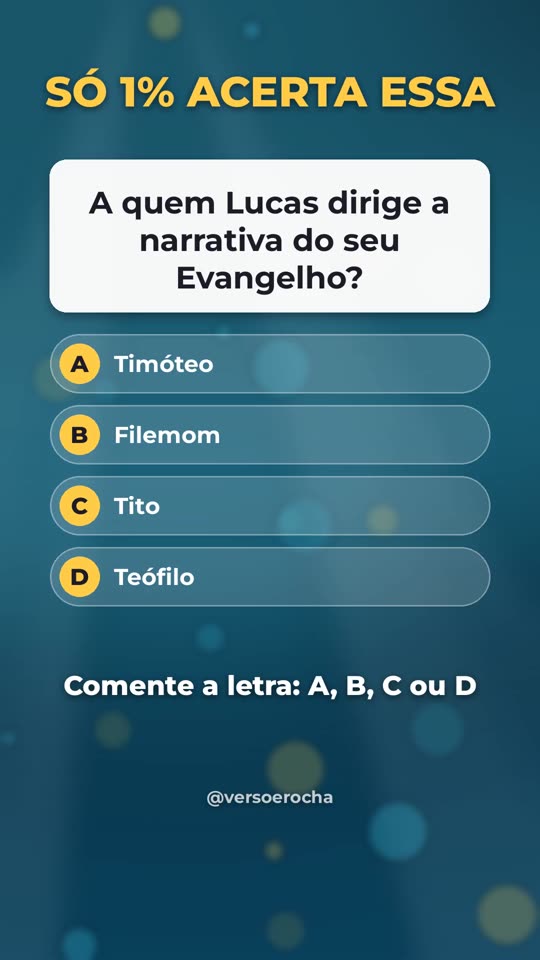 SÓ 1% ACERTA ESSA
A quem Lucas dirige a
narrativa do seu
Evangelho?
A Timóteo
B Filemom
C Tito
D Teófilo
Comente a letra: A, B, C ou D
@versoerocha